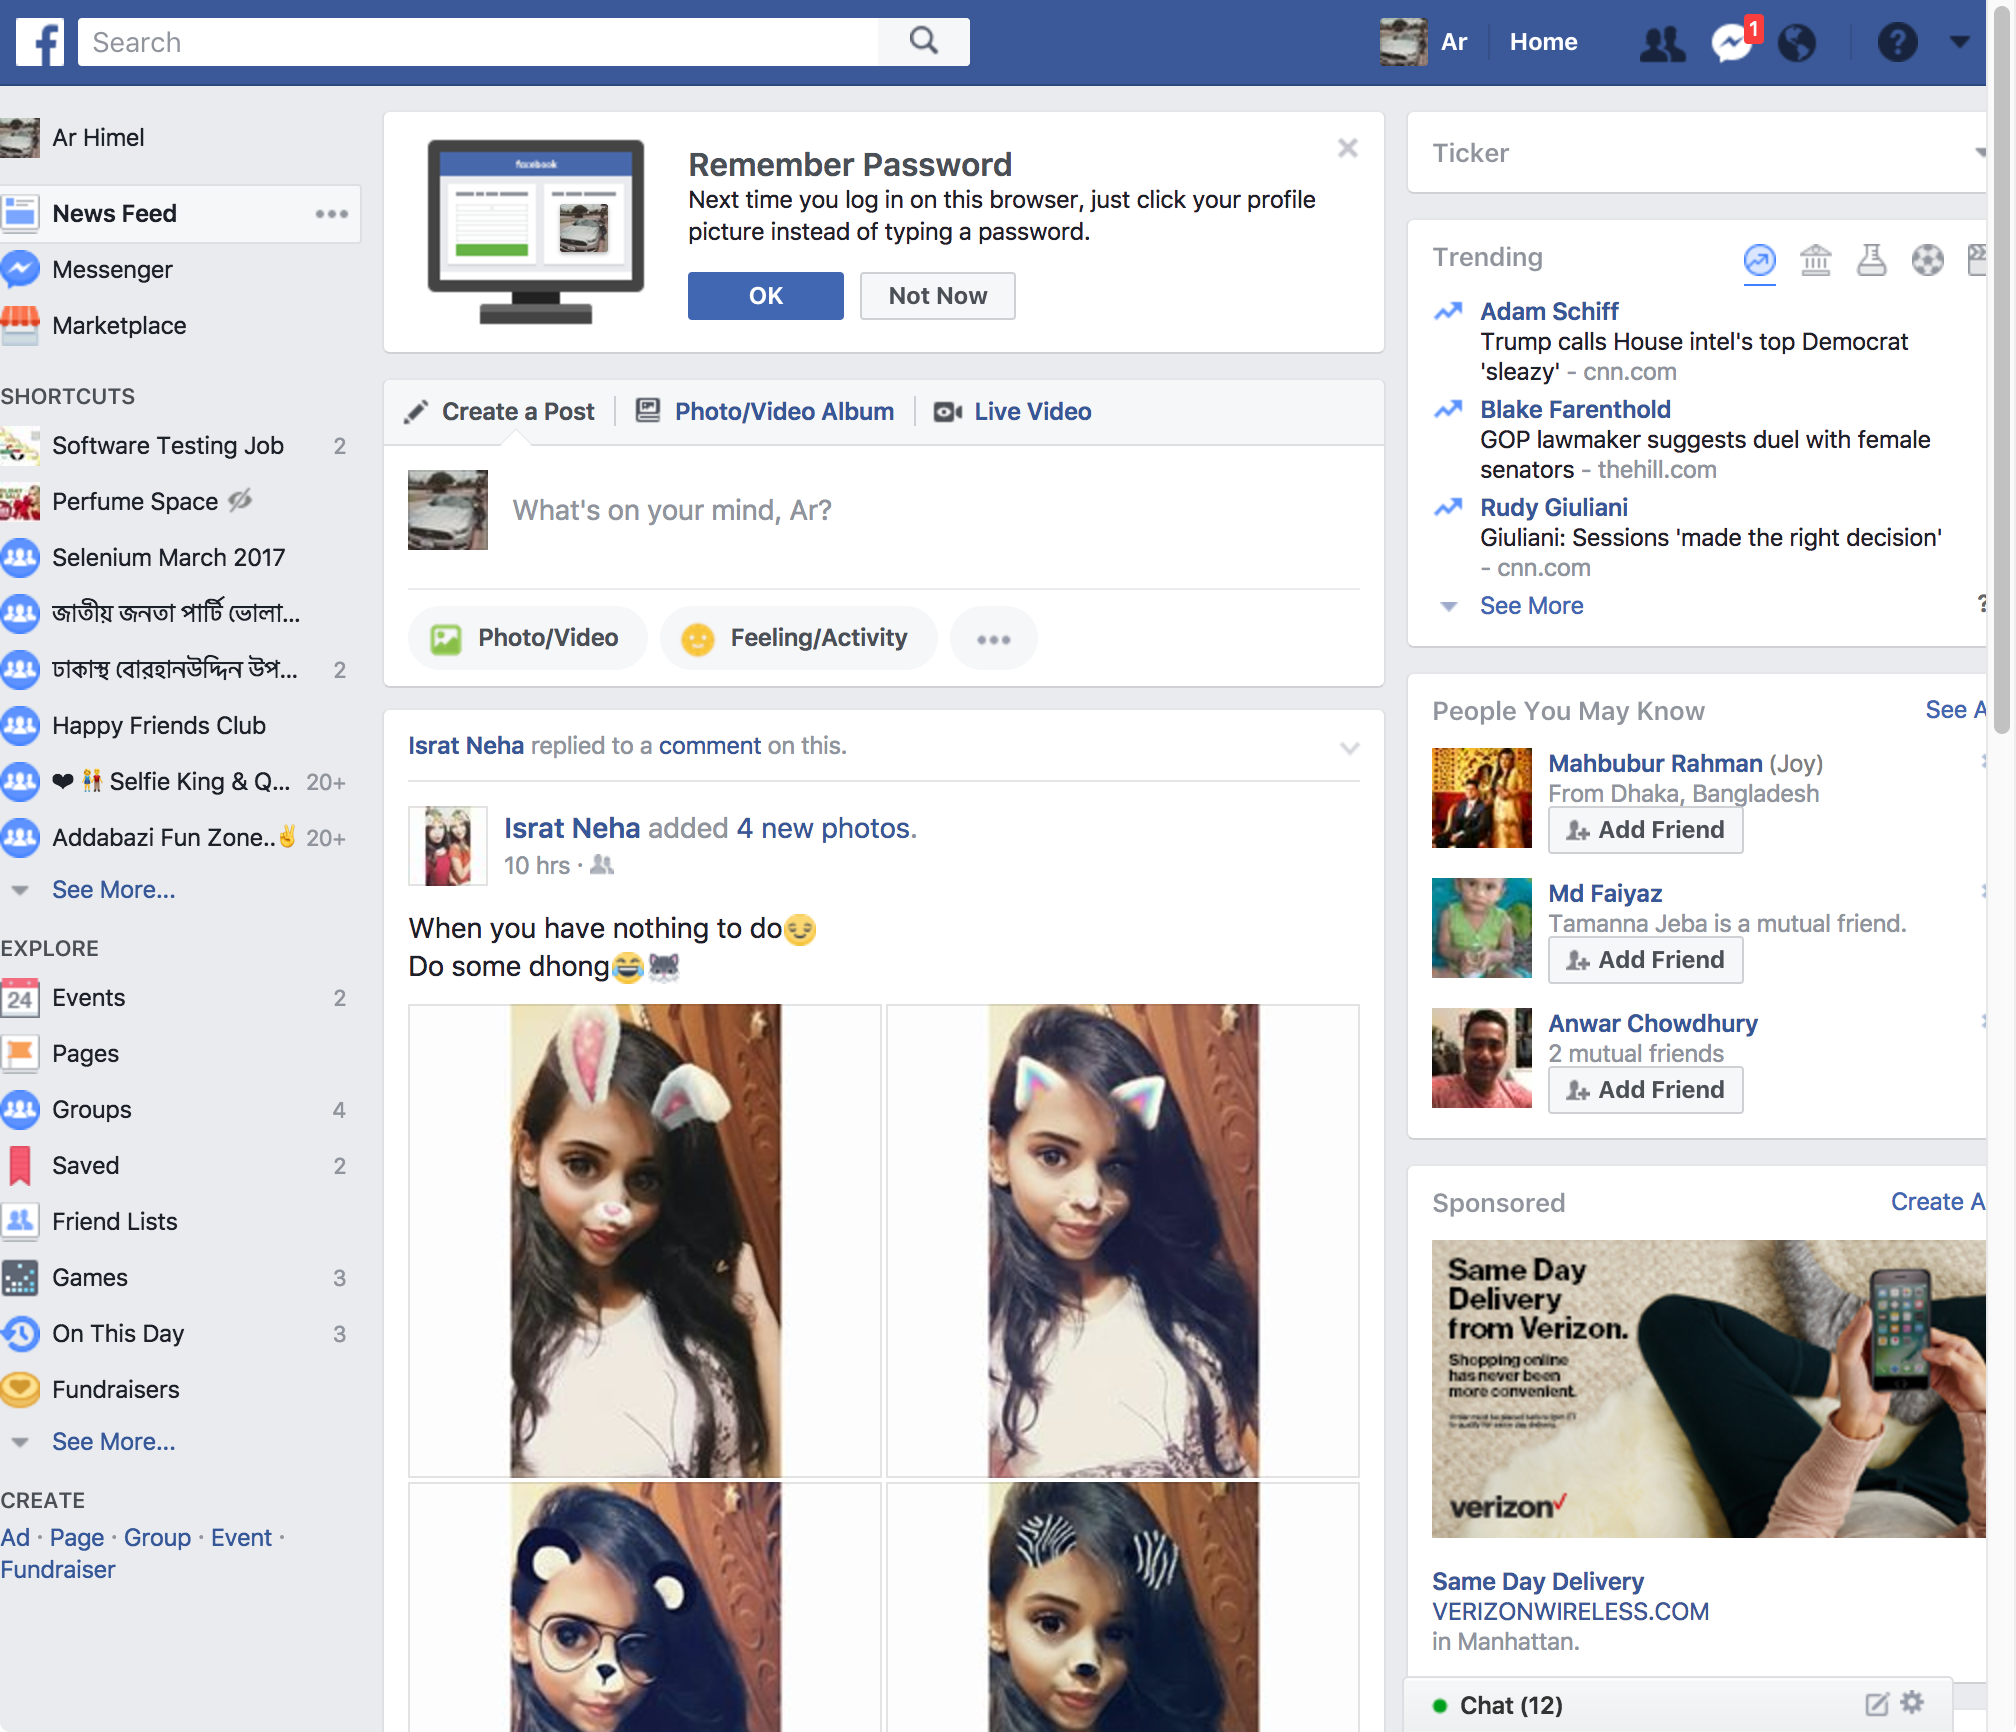 Search
Ar
Home
1
Ar Himel
News Feed
Messenger
Marketplace
SHORTCUTS
Software Testing Job 2
Perfume Space
Selenium March 2017
জাতীয় জনতা পার্টি ভোলা...
ঢাকাস্থ বোরহানউদ্দিন উপ... 2
Happy Friends Club
❤ 👫 Selfie King & Q... 20+
Addabazi Fun Zone..✌ 20+
See More...
EXPLORE
24
Events 2
Pages
Groups 4
Saved 2
Friend Lists
Games 3
On This Day 3
Fundraisers
See More...
CREATE
Ad · Page · Group · Event ·
Fundraiser
facebook
Remember Password
Next time you log in on this browser, just click your profile
picture instead of typing a password.
OK
Not Now
Create a Post
Photo/Video Album
Live Video
What's on your mind, Ar?
Photo/Video
Feeling/Activity
Israt Neha replied to a comment on this.
Israt Neha added 4 new photos.
10 hrs ·
When you have nothing to do😏
Do some dhong😂🐺
Ticker
Trending
Adam Schiff
Trump calls House intel's top Democrat
'sleazy' - cnn.com
Blake Farenthold
GOP lawmaker suggests duel with female
senators - thehill.com
Rudy Giuliani
Giuliani: Sessions 'made the right decision'
- cnn.com
See More
?
People You May Know
See A
Mahbubur Rahman (Joy)
From Dhaka, Bangladesh
Add Friend
Md Faiyaz
Tamanna Jeba is a mutual friend.
Add Friend
Anwar Chowdhury
2 mutual friends
Add Friend
Sponsored
Create A
Same Day
Delivery
from Verizon.
Shopping online
has never been
more convenient.
verizon
Same Day Delivery
VERIZONWIRELESS.COM
in Manhattan.
Chat (12)